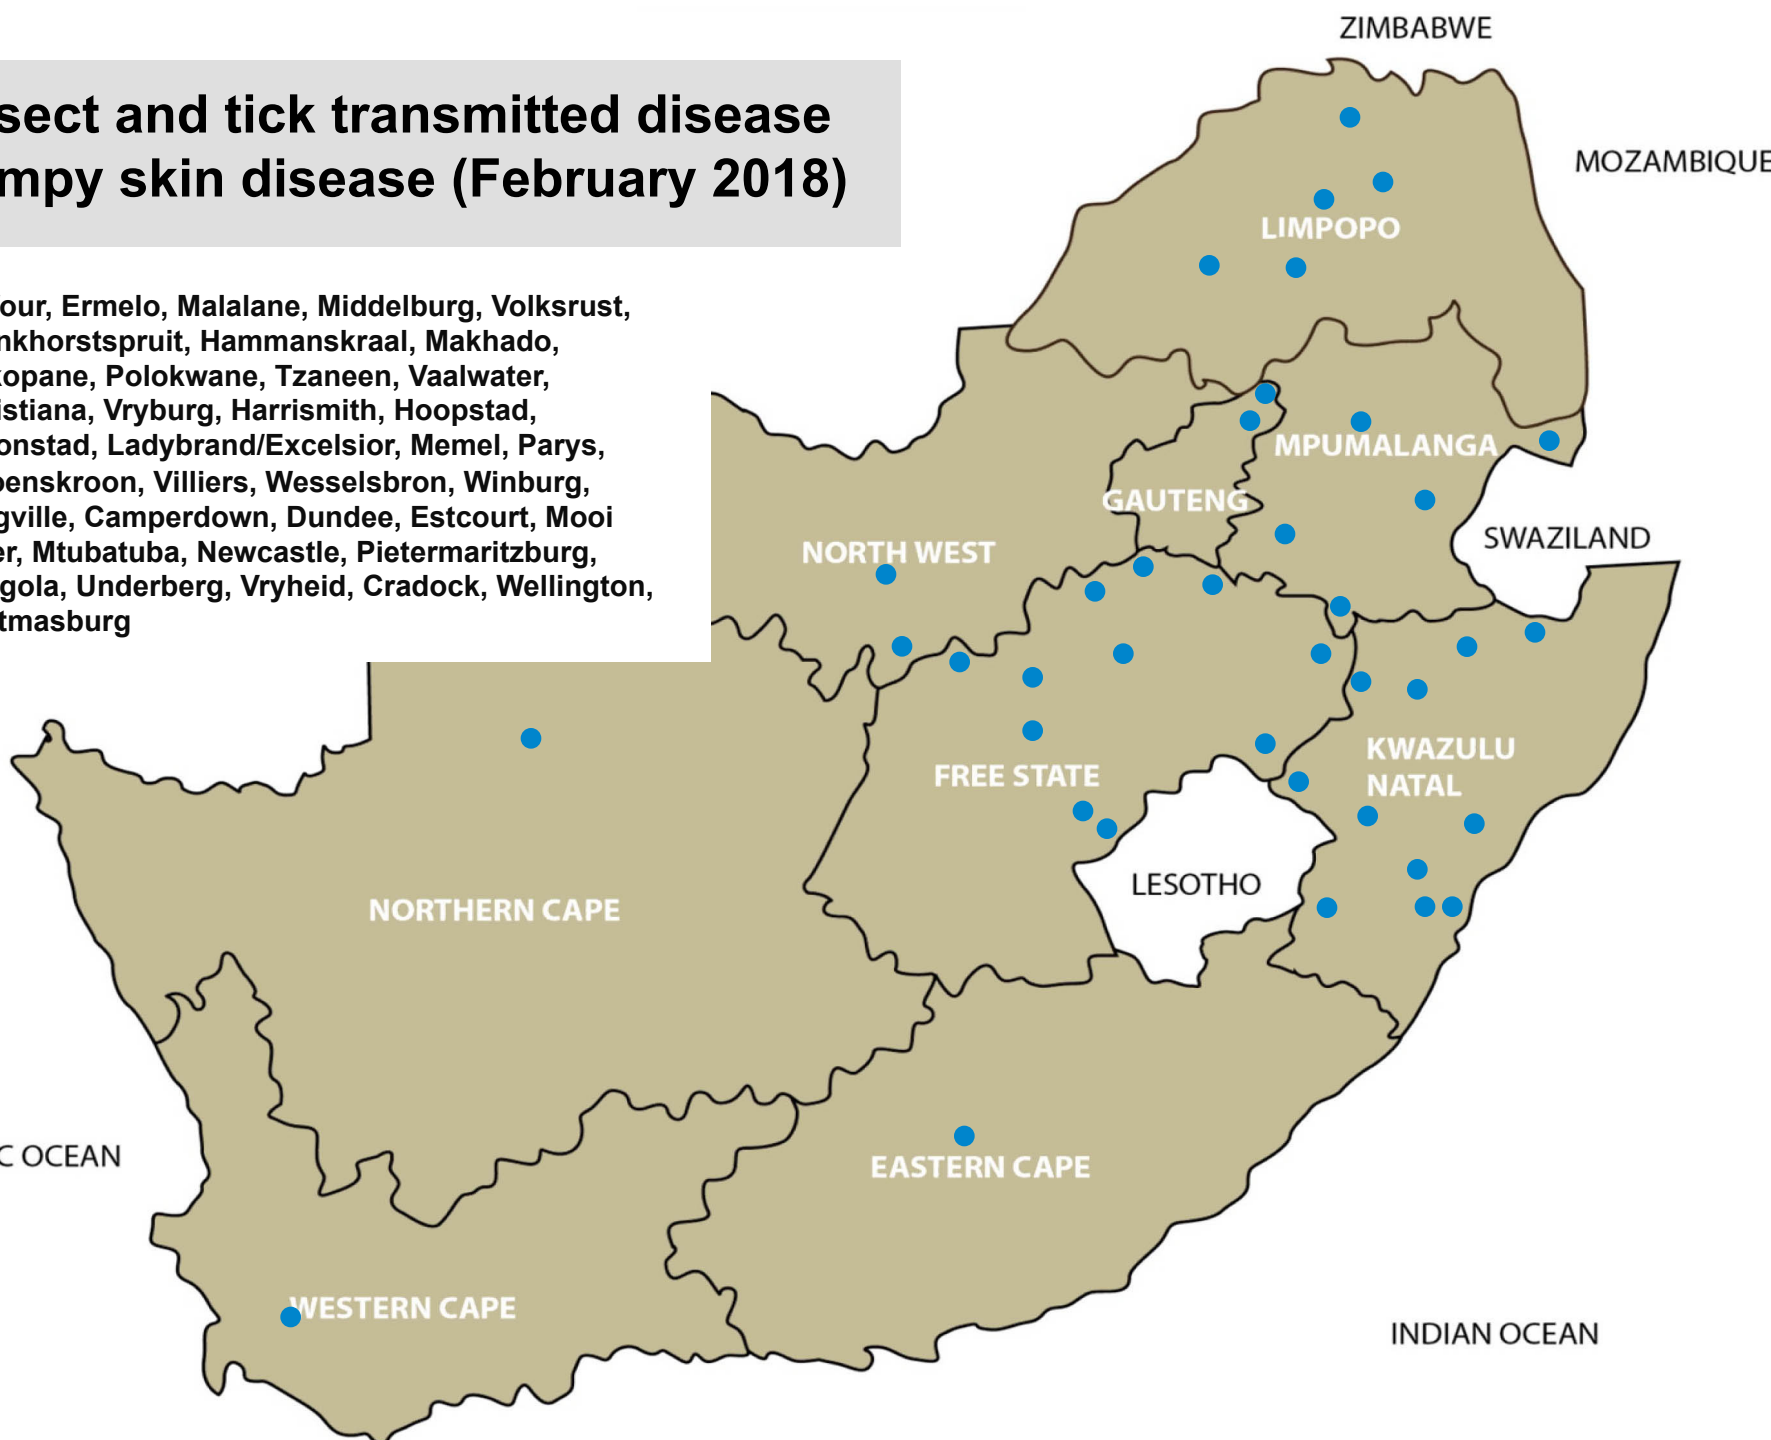 ZIMBABWE
sect and tick transmitted disease
mpy skin disease (February 2018)
MOZAMBIQUE
LIMPOPO
our, Ermelo, Malalane, Middelburg, Volksrust,
nkhorstspruit, Hammanskraal, Makhado,
kopane, Polokwane, Tzaneen, Vaalwater,
istiana, Vryburg, Harrismith, Hoopstad,
onstad, Ladybrand/Excelsior, Memel, Parys,
oenskroon, Villiers, Wesselsbron, Winburg,
gville, Camperdown, Dundee, Estcourt, Mooi
er, Mtubatuba, Newcastle, Pietermaritzburg,
gola, Underberg, Vryheid, Cradock, Wellington,
tmasburg
MPUMALANGA
GAUTENG
SWAZILAND
NORTH WEST
KWAZULU
NATAL
FREE STATE
LESOTHO
NORTHERN CAPE
C OCEAN
EASTERN CAPE
WESTERN CAPE
INDIAN OCEAN